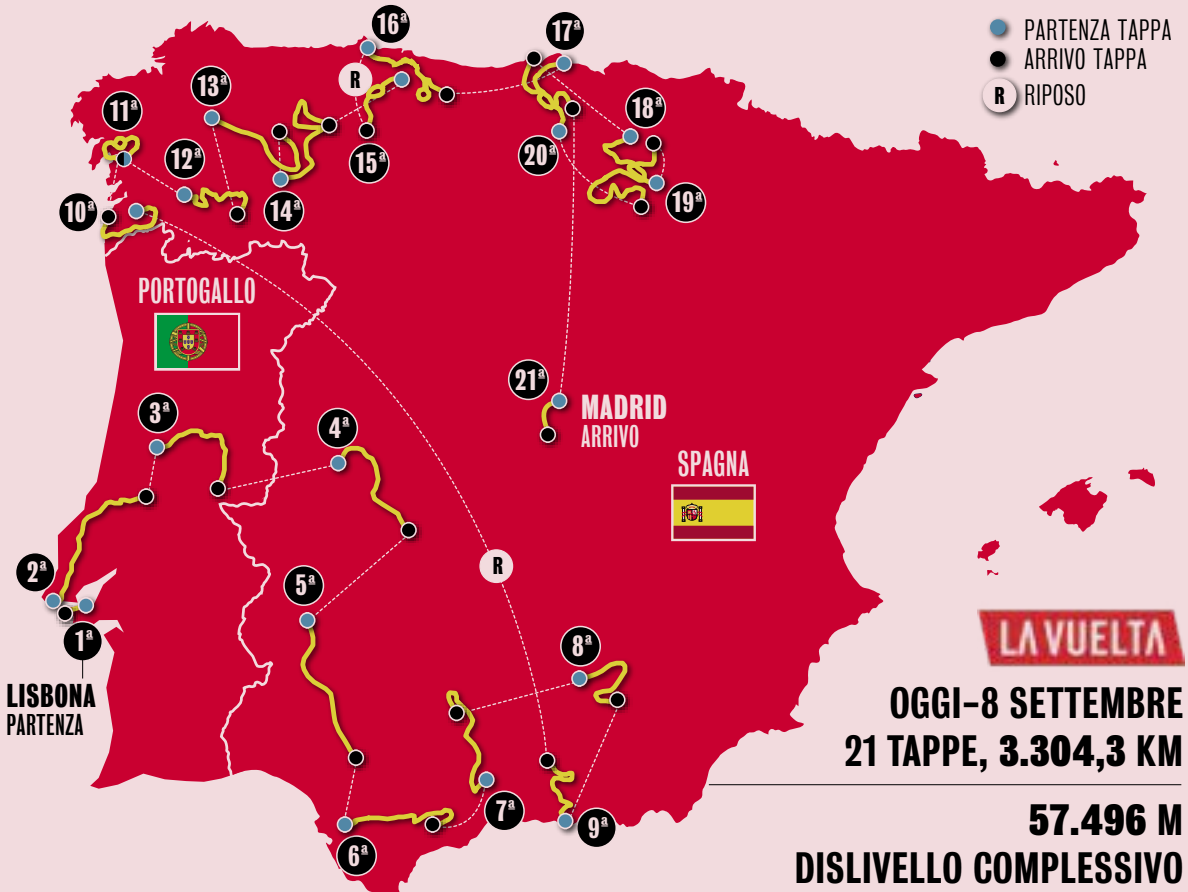 16ª
17ª
PARTENZA TAPPA
ARRIVO TAPPA
R RIPOSO
R
13ª
11ª
18ª
12ª
15ª
20ª
10ª
14ª
19ª
PORTOGALLO
21ª
MADRID
ARRIVO
3ª
4ª
SPAGNA
R
2ª
5ª
1ª
8ª
LISBONA
PARTENZA
LA VUELTA
OGGI–8 SETTEMBRE
21 TAPPE, 3.304,3 KM
7ª
9ª
6ª
57.496 M
DISLIVELLO COMPLESSIVO